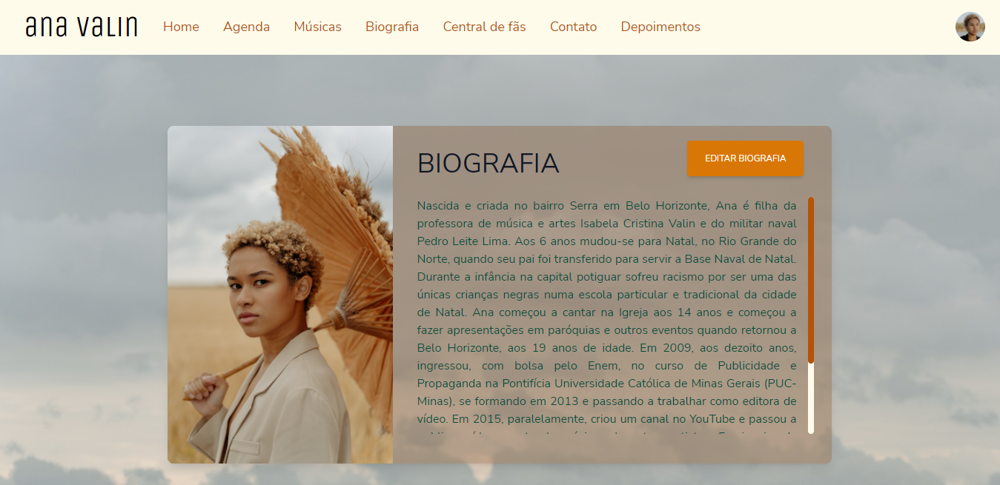 ana valin
Home
Agenda
Músicas
Biografia
Central de fãs
Contato
Depoimentos
BIOGRAFIA
EDITAR BIOGRAFIA
Nascida e criada no bairro Serra em Belo Horizonte, Ana é filha da
professora de música e artes Isabela Cristina Valin e do militar naval
Pedro Leite Lima. Aos 6 anos mudou-se para Natal, no Rio Grande do
Norte, quando seu pai foi transferido para servir a Base Naval de Natal.
Durante a infância na capital potiguar sofreu racismo por ser uma das
únicas crianças negras numa escola particular e tradicional da cidade
de Natal. Ana começou a cantar na Igreja aos 14 anos e começou a
fazer apresentações em paróquias e outros eventos quando retornou a
Belo Horizonte, aos 19 anos de idade. Em 2009, aos dezoito anos,
ingressou, com bolsa pelo Enem, no curso de Publicidade e
Propaganda na Pontifícia Universidade Católica de Minas Gerais (PUC-
Minas), se formando em 2013 e passando a trabalhar como editora de
vídeo. Em 2015, paralelamente, criou um canal no YouTube e passou a